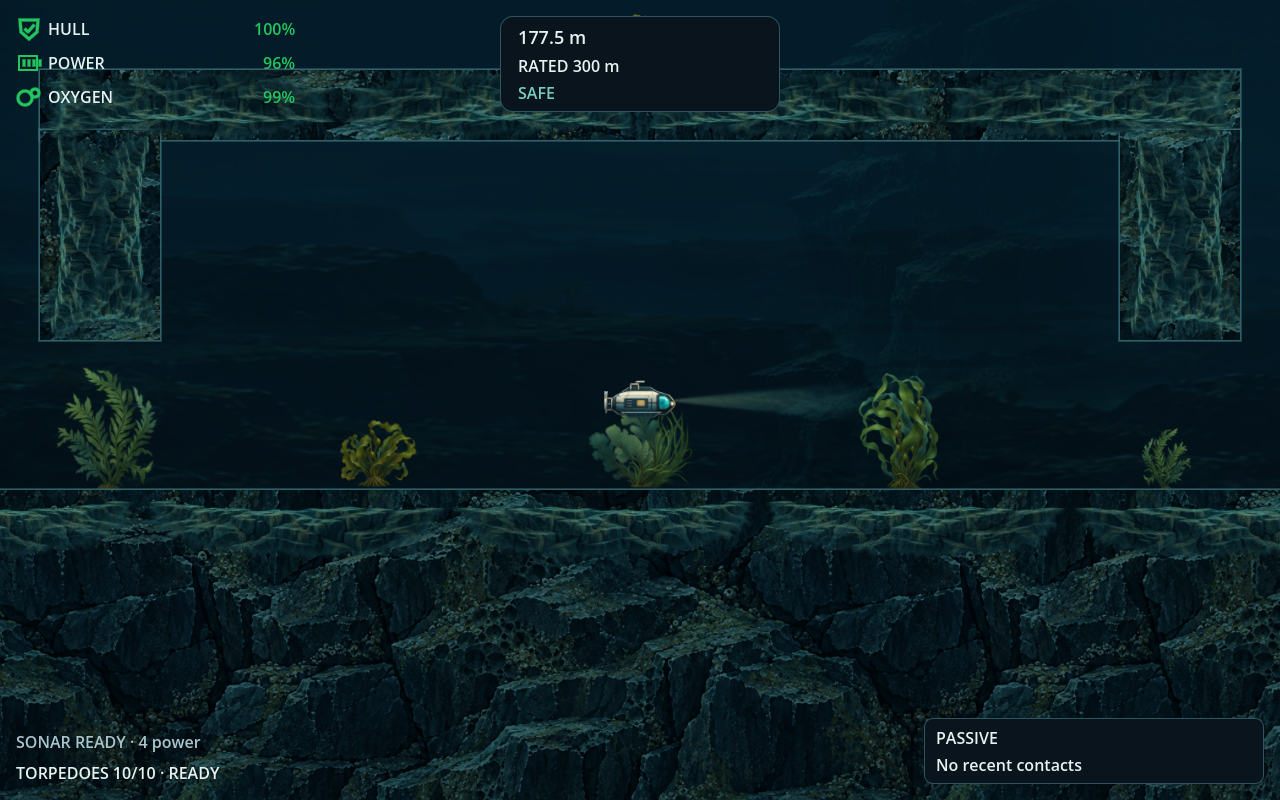 HULL 100%
POWER 96%
OXYGEN 99%
177.5 m
RATED 300 m
SAFE
SONAR READY · 4 power
TORPEDOES 10/10 · READY
PASSIVE
No recent contacts